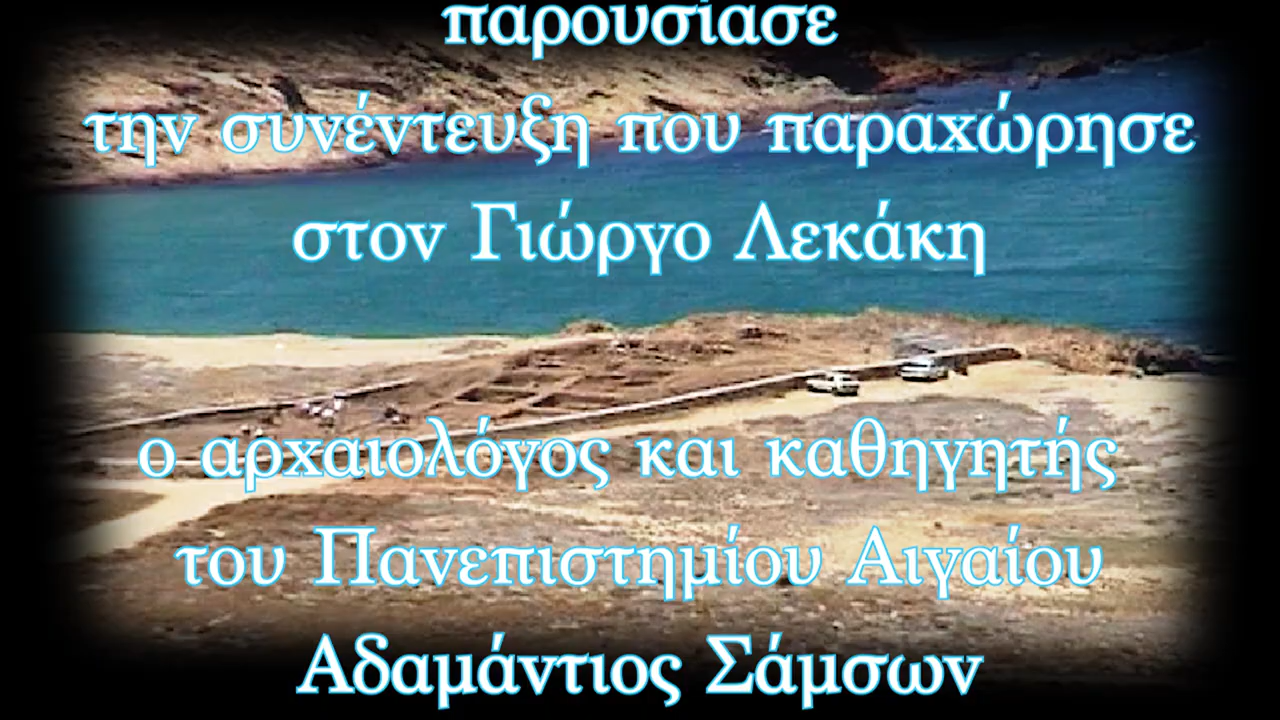 παρουσίασε
την συνέντευξη που παραχώρησε
στον Γιώργο Λεκάκη
ο αρχαιολόγος και καθηγητής
του Πανεπιστημίου Αιγαίου
Αδαμάντιος Σάμσων